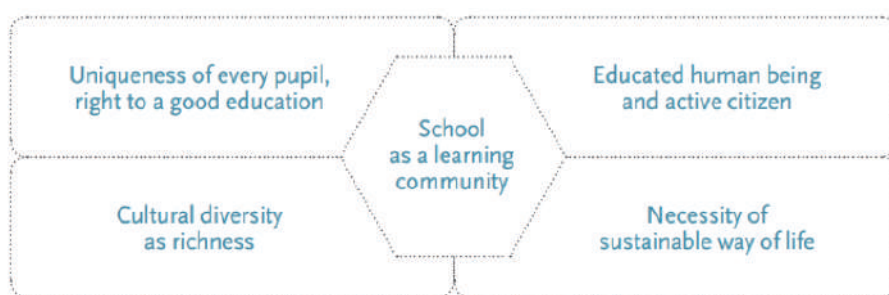 Uniqueness of every pupil,
right to a good education
Educated human being
and active citizen
School
as a learning
community
Cultural diversity
as richness
Necessity of
sustainable way of life